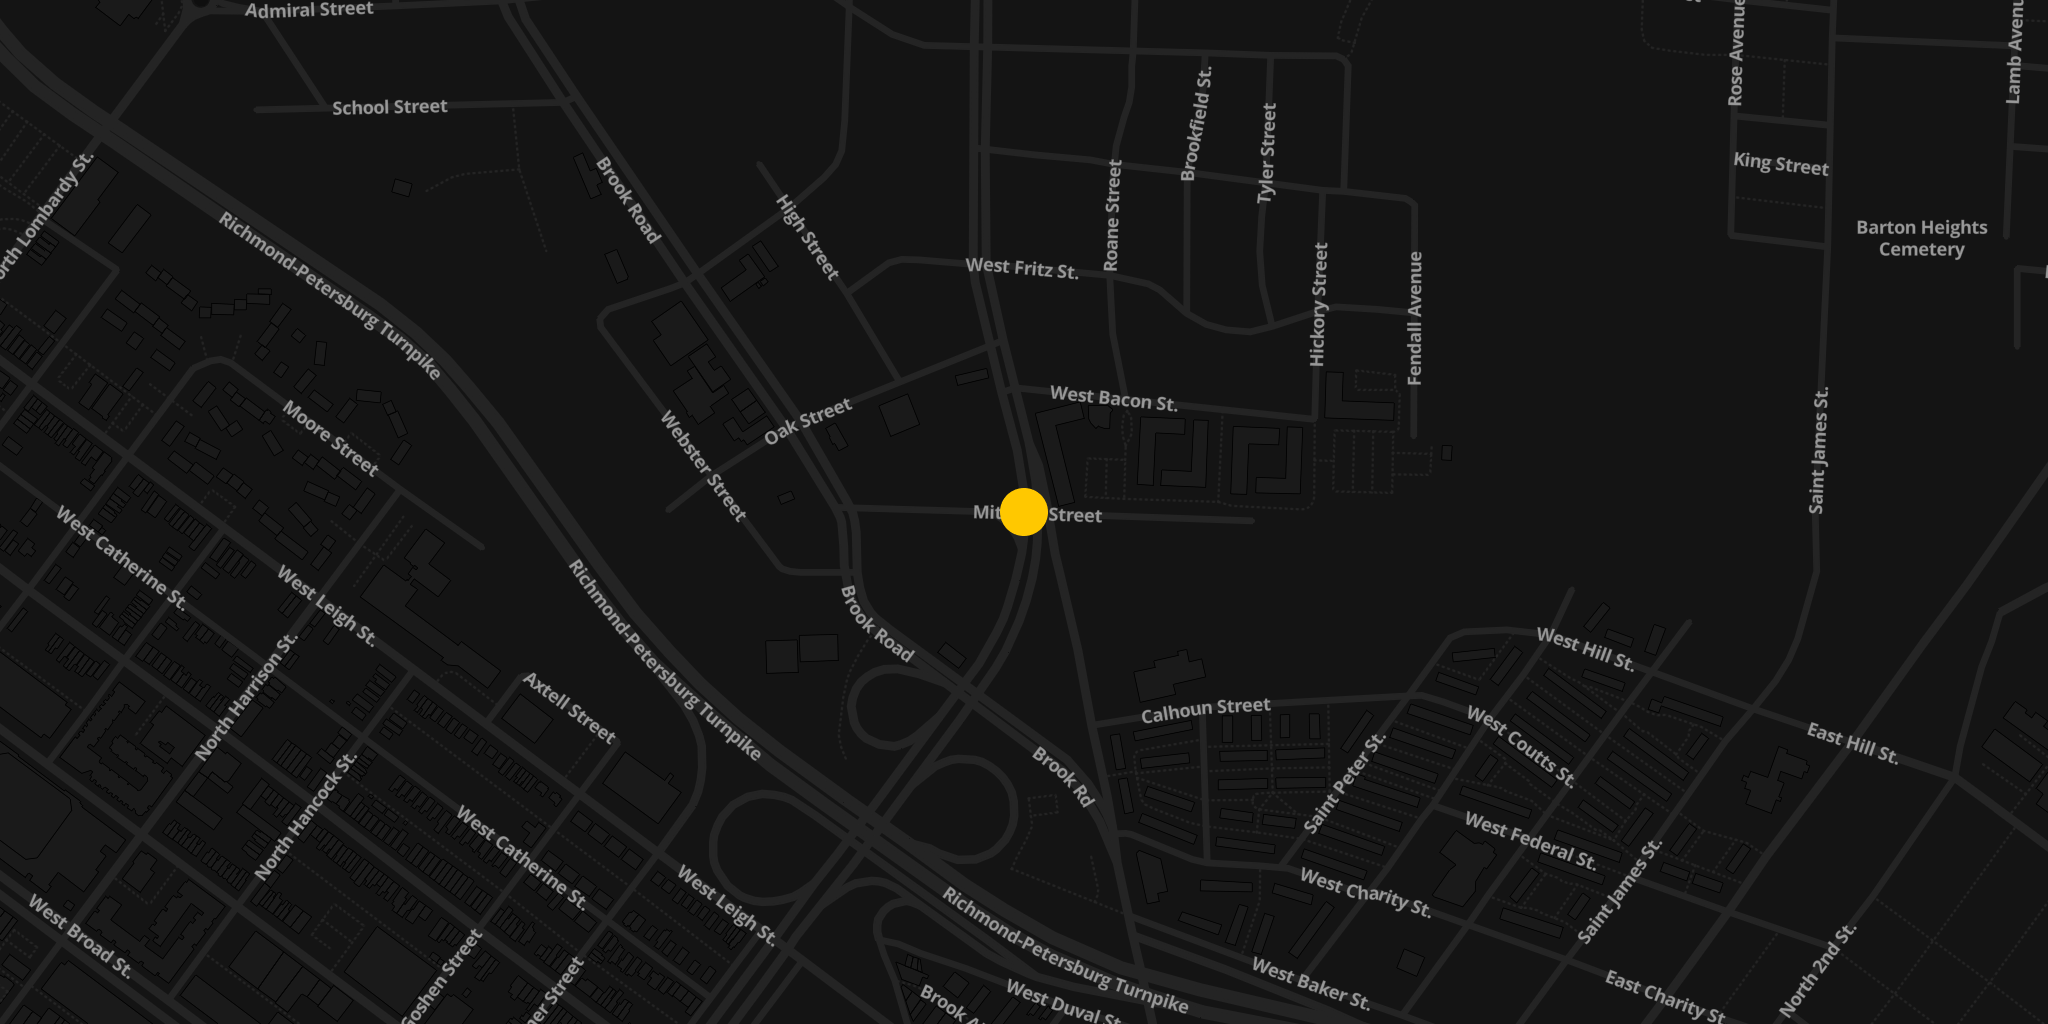 Admiral Street
School Street
Brook Road
High Street
Roane Street
Brookfield St.
Tyler Street
Rose Avenue
Lamb Avenu
King Street
Barton Heights
Cemetery
orth Lombardy St.
Richmond-Petersburg Turnpike
West Fritz St.
Hickory Street
Fendall Avenue
West Bacon St.
Saint James St.
Moore Street
Webster Street
Oak Street
Street
West Catherine St.
West Leigh St.
Richmond-Petersburg Turnpike
Brook Road
North Harrison St.
Axtell Street
Calhoun Street
West Hill St.
East Hill St.
West Coutts St.
Saint Peter St.
Brook Rd
North Hancock St.
West Catherine St.
West Leigh St.
West Federal St.
West Charity St.
Saint James St.
West Broad St.
Goshen Street
Richmond-Petersburg Turnpike
West Duval St
West Baker St.
East Charity St
North 2nd St.